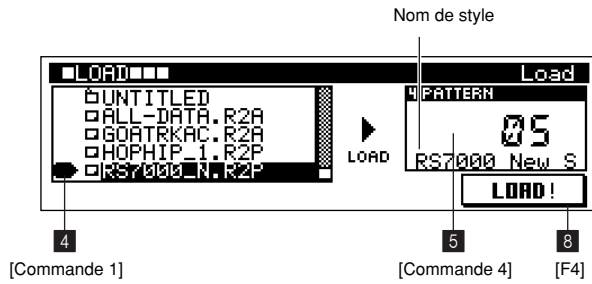 Nom de style
LOAD Load
UNTITLED
ALL-DATA.R2A
GOATRKAC.R2A
HOPHIP_1.R2P
RS7000_N.R2P
LOAD
4 PATTERN
05
RS7000 New S
LOAD!
4 5 8
[Commande 1] [Commande 4] [F4]